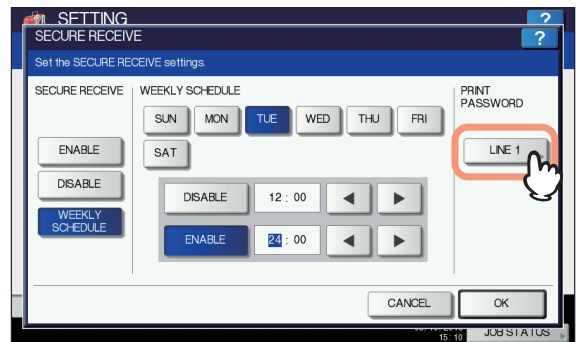 SETTING
?
SECURE RECEIVE
?
Set the SECURE RECEIVE settings.
SECURE RECEIVE
ENABLE
DISABLE
WEEKLY
SCHEDULE
WEEKLY SCHEDULE
SUN MON TUE WED THU FRI
SAT
DISABLE 12 : 00
ENABLE 24 : 00
PRINT
PASSWORD
LINE 1
CANCEL OK
15: 10 JOB STATUS